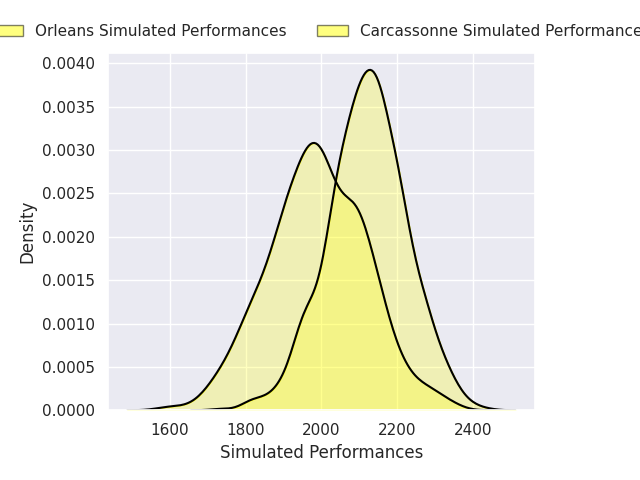 Orleans Simulated Performances Carcassonne Simulated Performance
0.0040
0.0035
0.0030
0.0025
0.0020
0.0015
0.0010
0.0005
0.0000
Density
1600 1800 2000 2200 2400
Simulated Performances